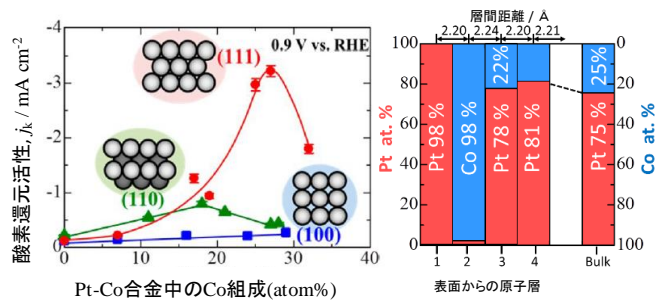 酸素還元活性, jk / mA cm-2
-4
-3
-2
-1
0
0.9 V vs. RHE
(111)
(110)
(100)
0 10 20 30 40
Pt-Co合金中のCo組成(atom%)
層間距離 / Å
2.20 2.24 2.20 2.21
Pt at. %
100
80
60
40
20
0
Pt 98 %
Co 98 %
22%
Pt 78 %
Pt 81 %
25%
Pt 75 %
0
20
40
60
80
100
Co at. %
1 2 3 4 Bulk
表面からの原子層